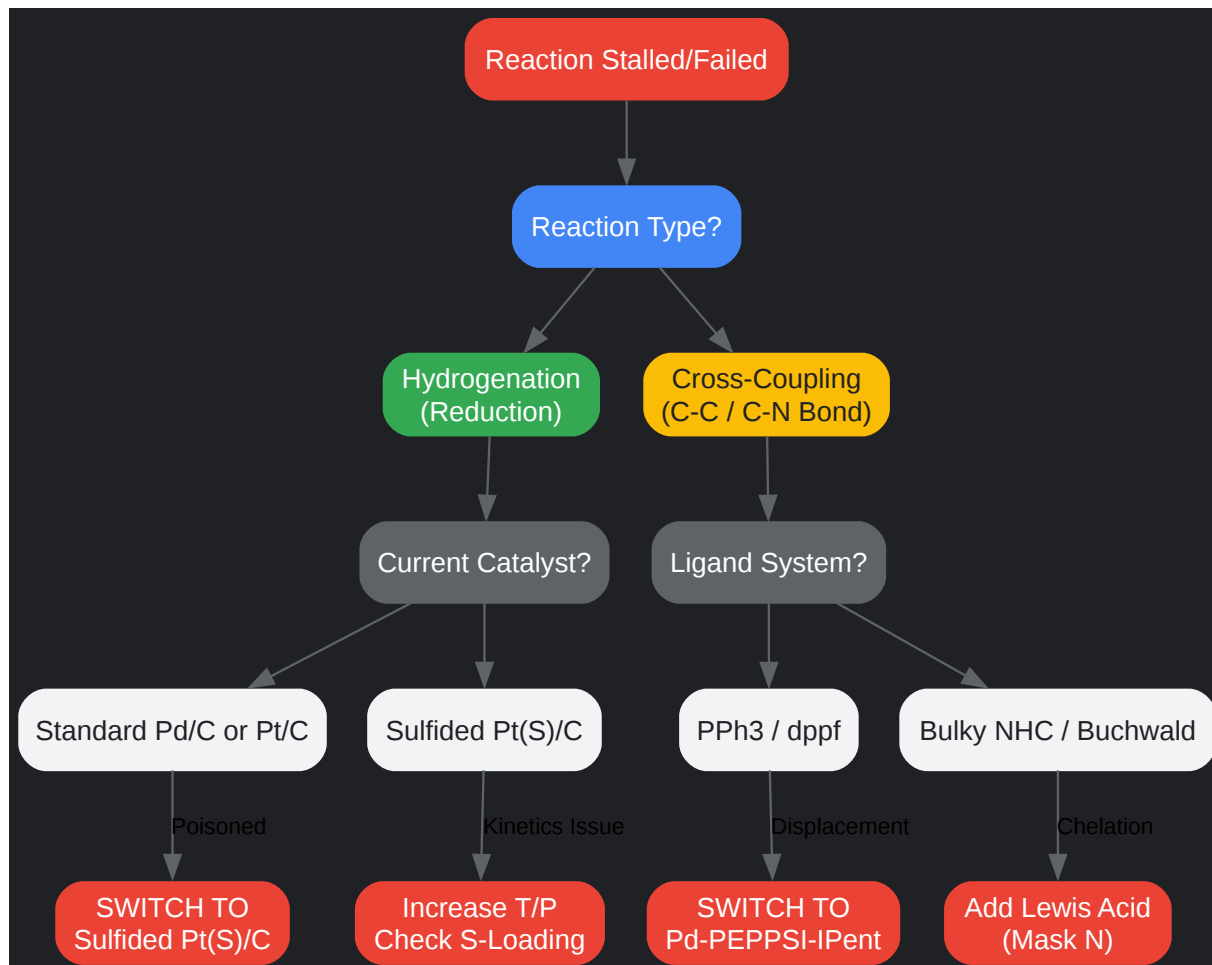 Reaction Stalled/Failed
Reaction Type?
Hydrogenation
(Reduction)
Cross-Coupling
(C-C / C-N Bond)
Current Catalyst?
Ligand System?
Standard Pd/C or Pt/C
Sulfided Pt(S)/C
PPh3 / dppf
Bulky NHC / Buchwald
Poisoned
Kinetics Issue
Displacement
Chelation
SWITCH TO
Sulfided Pt(S)/C
Increase T/P
Check S-Loading
SWITCH TO
Pd-PEPPSI-IPent
Add Lewis Acid
(Mask N)